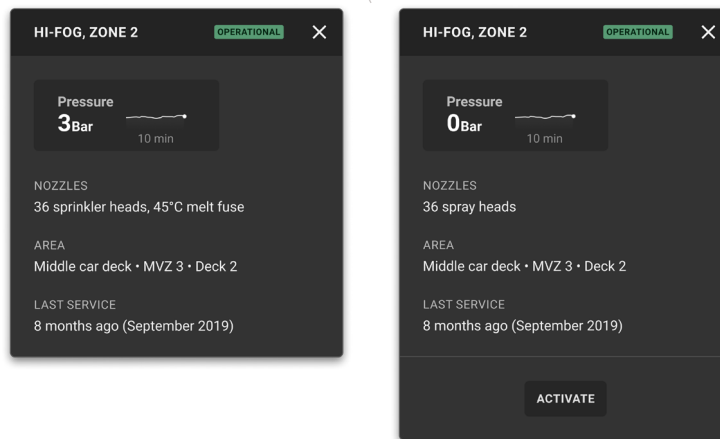 HI-FOG, ZONE 2 OPERATIONAL
Pressure
3Bar
10 min
NOZZLES
36 sprinkler heads, 45°C melt fuse
AREA
Middle car deck • MVZ 3 • Deck 2
LAST SERVICE
8 months ago (September 2019)
HI-FOG, ZONE 2 OPERATIONAL
Pressure
0Bar
10 min
NOZZLES
36 spray heads
AREA
Middle car deck • MVZ 3 • Deck 2
LAST SERVICE
8 months ago (September 2019)
ACTIVATE